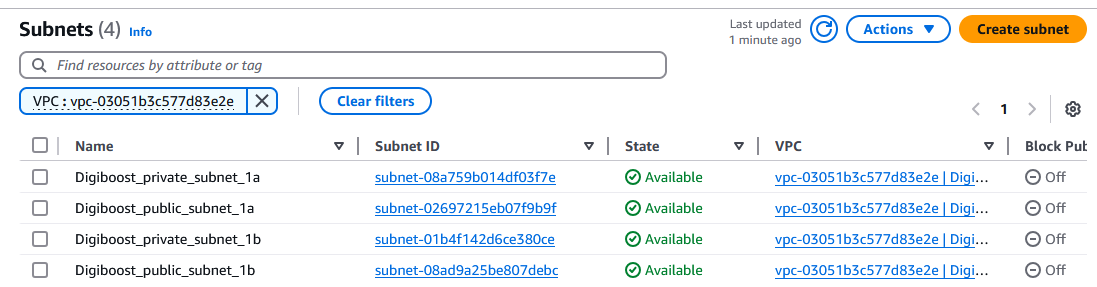 Subnets (4) Info
Last updated
1 minute ago
Actions
Create subnet
Find resources by attribute or tag
VPC : vpc-03051b3c577d83e2e
Clear filters
1
Name Subnet ID State VPC Block Pub
Digiboost_private_subnet_1a subnet-08a759b014df03f7e Available vpc-03051b3c577d83e2e | Digi... Off
Digiboost_public_subnet_1a subnet-02697215eb07f9b9f Available vpc-03051b3c577d83e2e | Digi... Off
Digiboost_private_subnet_1b subnet-01b4f142d6ce380ce Available vpc-03051b3c577d83e2e | Digi... Off
Digiboost_public_subnet_1b subnet-08ad9a25be807debc Available vpc-03051b3c577d83e2e | Digi... Off